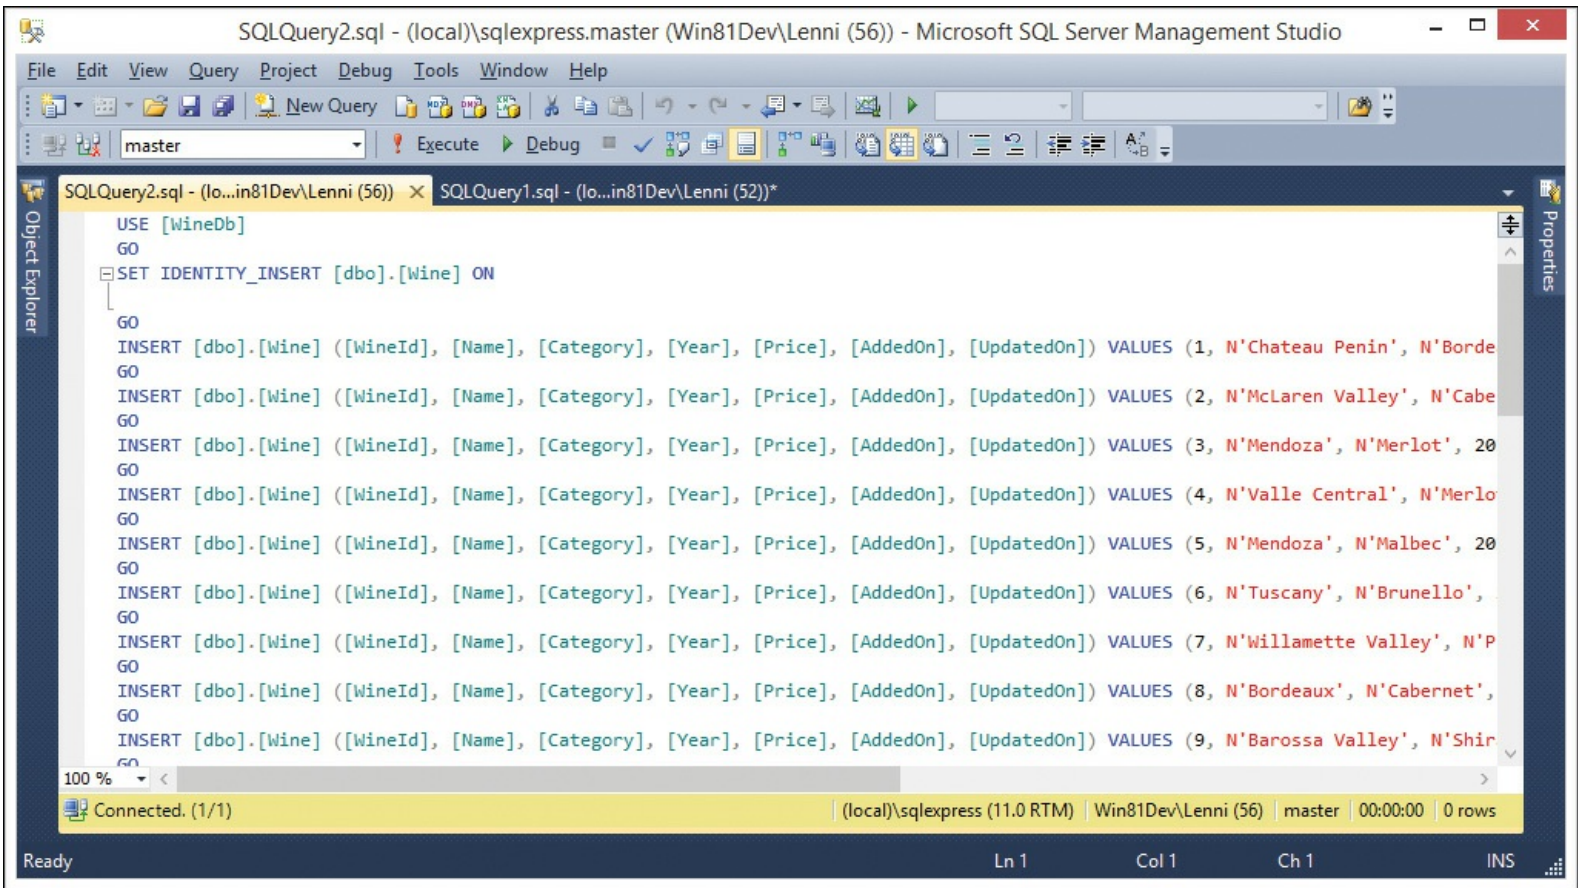 SQLQuery2.sql - (local)\sqlexpress.master (Win81Dev\Lenni (56)) - Microsoft SQL Server Management Studio
File Edit View Query Project Debug Tools Window Help
New Query
master Execute Debug
SQLQuery2.sql - (lo...in81Dev\Lenni (56)) SQLQuery1.sql - (lo...in81Dev\Lenni (52))*
Object Explorer
Properties
USE [WineDb]
GO
SET IDENTITY_INSERT [dbo].[Wine] ON
GO
INSERT [dbo].[Wine] ([WineId], [Name], [Category], [Year], [Price], [AddedOn], [UpdatedOn]) VALUES (1, N'Chateau Penin', N'Borde
GO
INSERT [dbo].[Wine] ([WineId], [Name], [Category], [Year], [Price], [AddedOn], [UpdatedOn]) VALUES (2, N'McLaren Valley', N'Cabe
GO
INSERT [dbo].[Wine] ([WineId], [Name], [Category], [Year], [Price], [AddedOn], [UpdatedOn]) VALUES (3, N'Mendoza', N'Merlot', 20
GO
INSERT [dbo].[Wine] ([WineId], [Name], [Category], [Year], [Price], [AddedOn], [UpdatedOn]) VALUES (4, N'Valle Central', N'Merlo
GO
INSERT [dbo].[Wine] ([WineId], [Name], [Category], [Year], [Price], [AddedOn], [UpdatedOn]) VALUES (5, N'Mendoza', N'Malbec', 20
GO
INSERT [dbo].[Wine] ([WineId], [Name], [Category], [Year], [Price], [AddedOn], [UpdatedOn]) VALUES (6, N'Tuscany', N'Brunello',
GO
INSERT [dbo].[Wine] ([WineId], [Name], [Category], [Year], [Price], [AddedOn], [UpdatedOn]) VALUES (7, N'Willamette Valley', N'P
GO
INSERT [dbo].[Wine] ([WineId], [Name], [Category], [Year], [Price], [AddedOn], [UpdatedOn]) VALUES (8, N'Bordeaux', N'Cabernet',
GO
INSERT [dbo].[Wine] ([WineId], [Name], [Category], [Year], [Price], [AddedOn], [UpdatedOn]) VALUES (9, N'Barossa Valley', N'Shir
GO
100 %
Connected. (1/1) (local)\sqlexpress (11.0 RTM) Win81Dev\Lenni (56) master 00:00:00 0 rows
Ready Ln 1 Col 1 Ch 1 INS